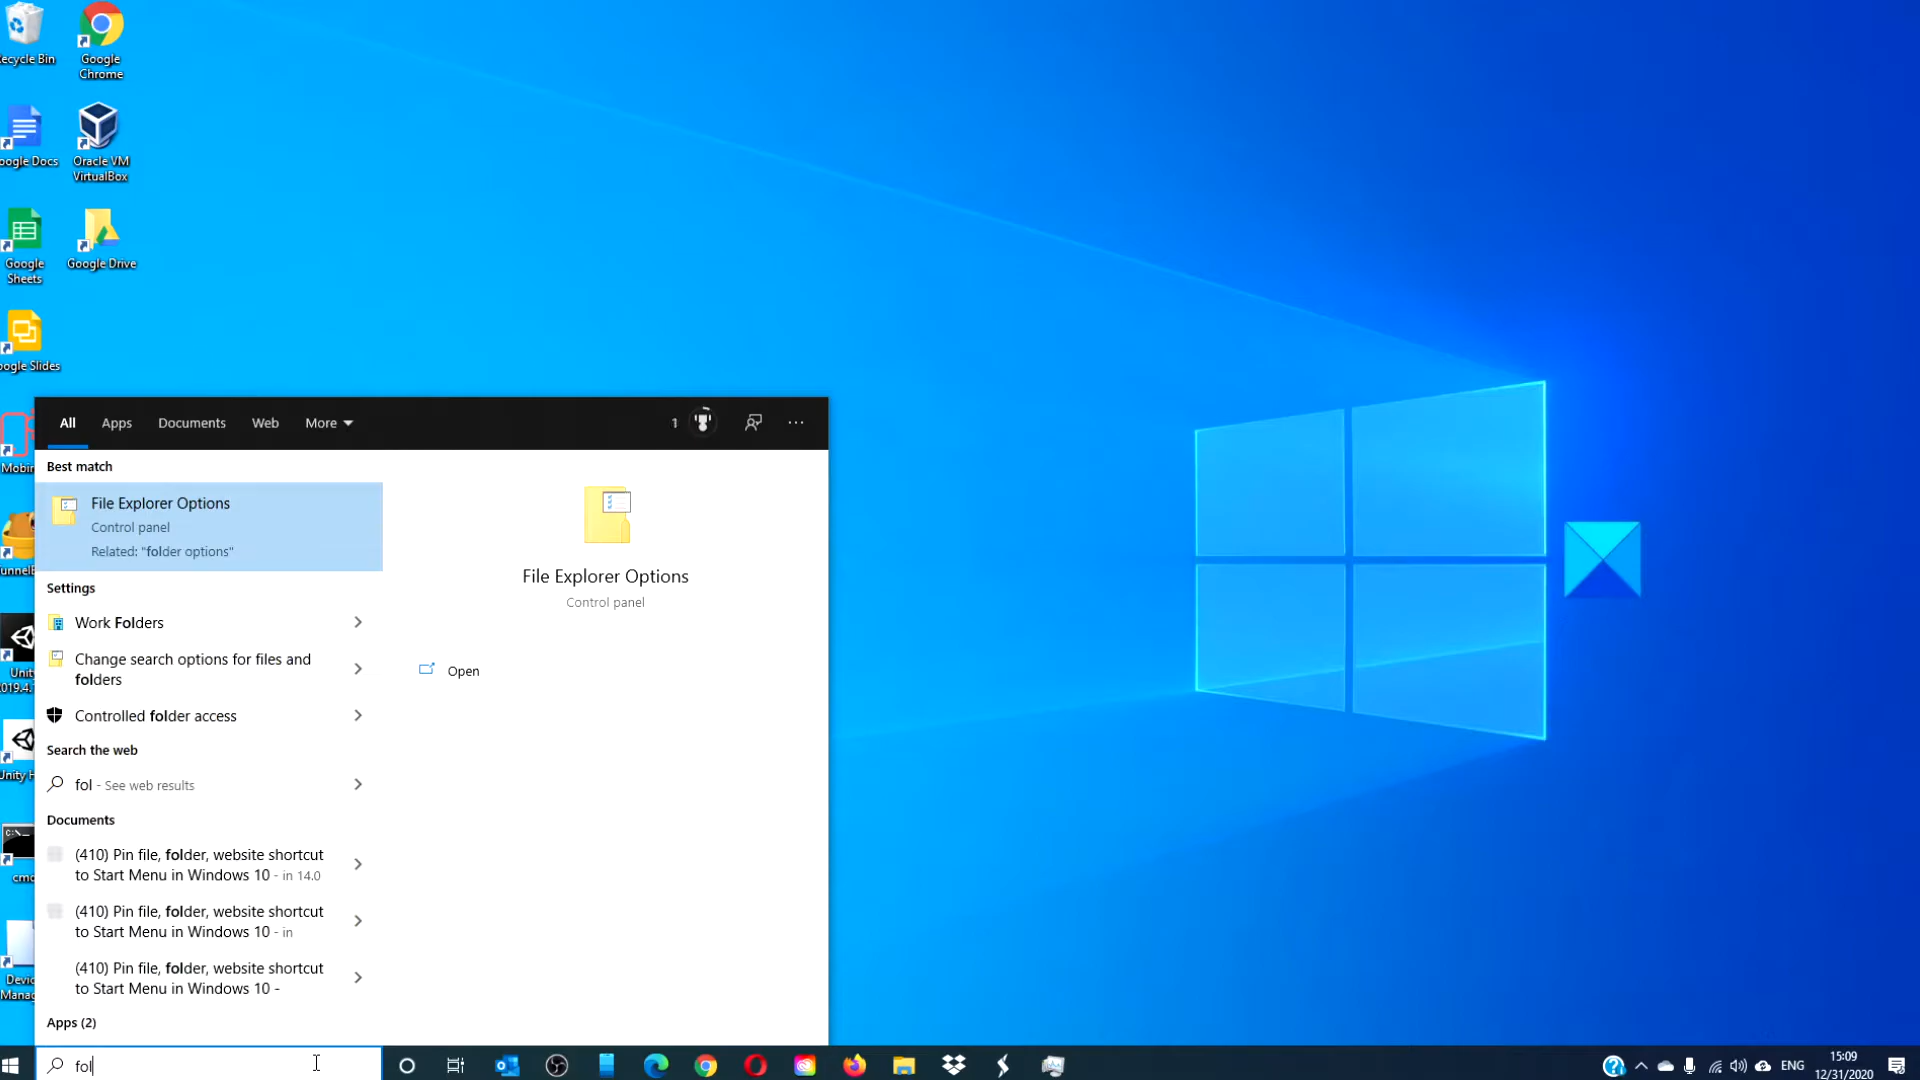 ecycle Bin
Google
Chrome
oogle Docs
Oracle VM
VirtualBox
Google
Sheets
Google Drive
oogle Slides
Mobi
unnelB
Unit
2019.4.
Unity H
cmd
Devic
Manag
All
Apps
Documents
Web
More
1
Best match
File Explorer Options
Control panel
Related: "folder options"
Settings
Work Folders
Change search options for files and
folders
Controlled folder access
Search the web
fol - See web results
Documents
(410) Pin file, folder, website shortcut
to Start Menu in Windows 10 - in 14.0
(410) Pin file, folder, website shortcut
to Start Menu in Windows 10 - in
(410) Pin file, folder, website shortcut
to Start Menu in Windows 10 -
Apps (2)
File Explorer Options
Control panel
Open
fol
ENG
15:09
12/31/2020